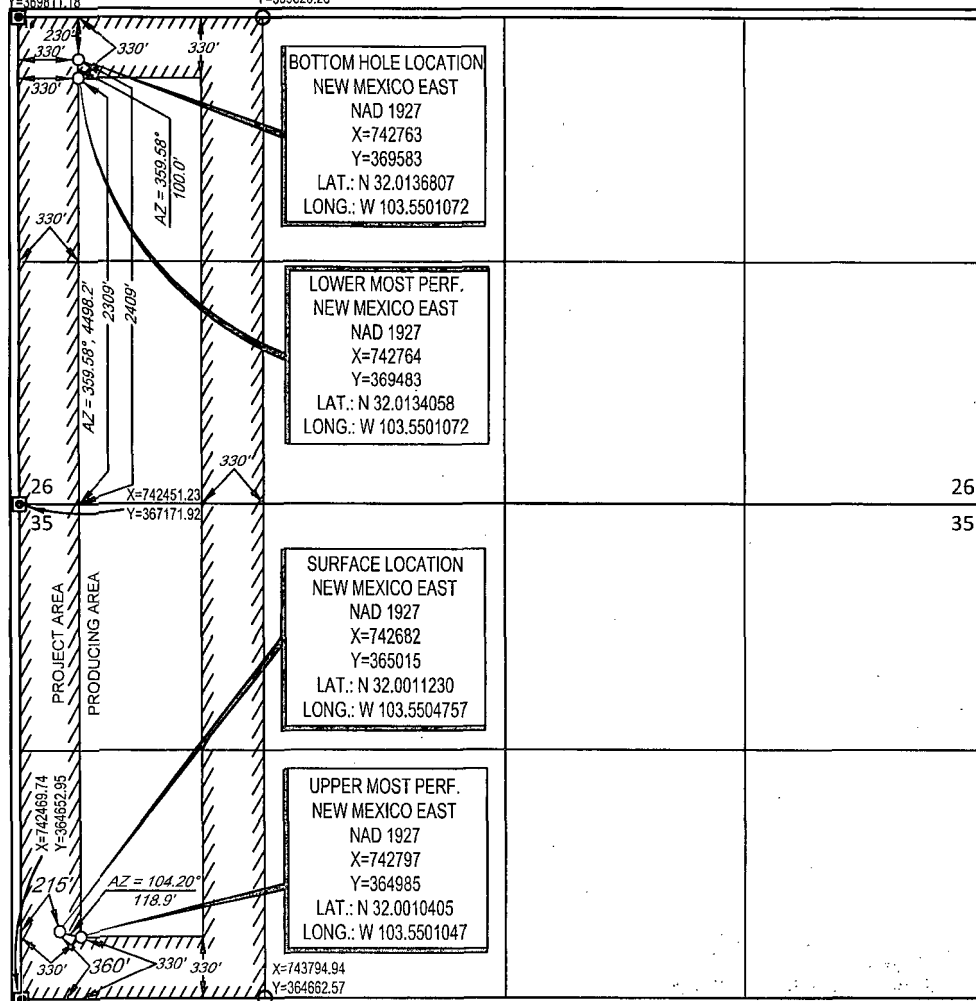 Y=369811.18
230'
330'
330'
330'
330'
AZ = 359.58°
100.0'
BOTTOM HOLE LOCATION
NEW MEXICO EAST
NAD 1927
X=742763
Y=369583
LAT.: N 32.0136807
LONG.: W 103.5501072
330'
AZ = 359.58°, 4498.2'
2309'
2409'
LOWER MOST PERF.
NEW MEXICO EAST
NAD 1927
X=742764
Y=369483
LAT.: N 32.0134058
LONG.: W 103.5501072
330'
26
X=742451.23
26
35
Y=367171.92
35
PROJECT AREA
PRODUCING AREA
SURFACE LOCATION
NEW MEXICO EAST
NAD 1927
X=742682
Y=365015
LAT.: N 32.0011230
LONG.: W 103.5504757
X=742469.74
Y=364652.95
UPPER MOST PERF.
NEW MEXICO EAST
NAD 1927
X=742797
Y=364985
LAT.: N 32.0010405
LONG.: W 103.5501047
215'
AZ = 104.20°
118.9'
330'
360'
330'
330'
X=743794.94
Y=364662.57